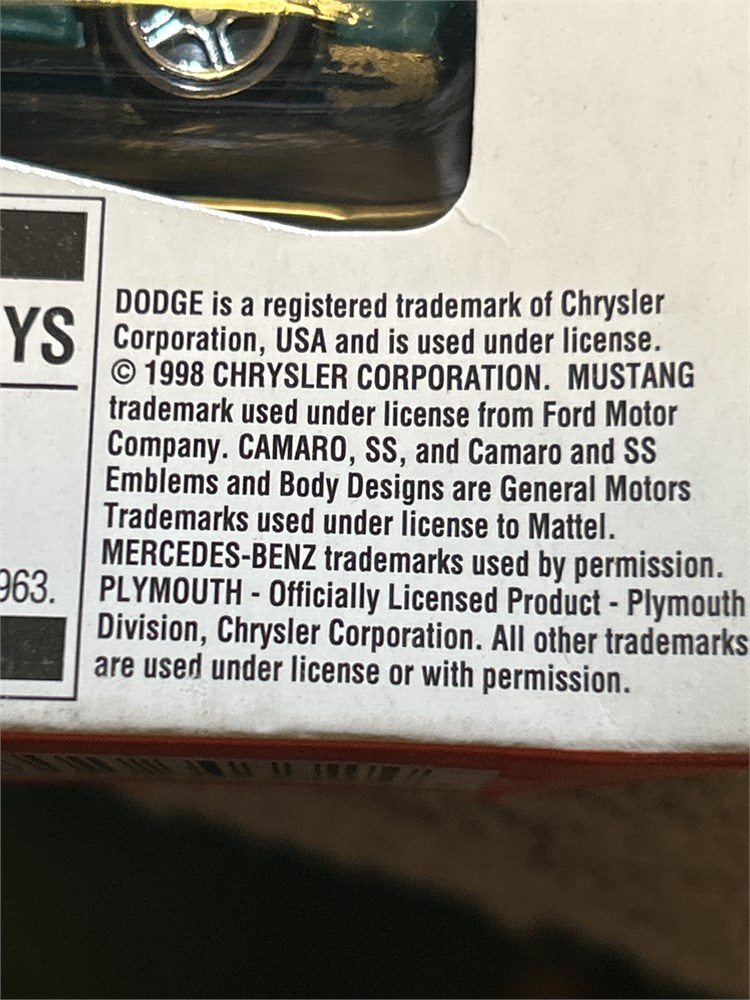 YS
963.
DODGE is a registered trademark of Chrysler
Corporation, USA and is used under license.
© 1998 CHRYSLER CORPORATION. MUSTANG
trademark used under license from Ford Motor
Company. CAMARO, SS, and Camaro and SS
Emblems and Body Designs are General Motors
Trademarks used under license to Mattel.
MERCEDES-BENZ trademarks used by permission.
PLYMOUTH - Officially Licensed Product - Plymouth
Division, Chrysler Corporation. All other trademarks
are used under license or with permission.